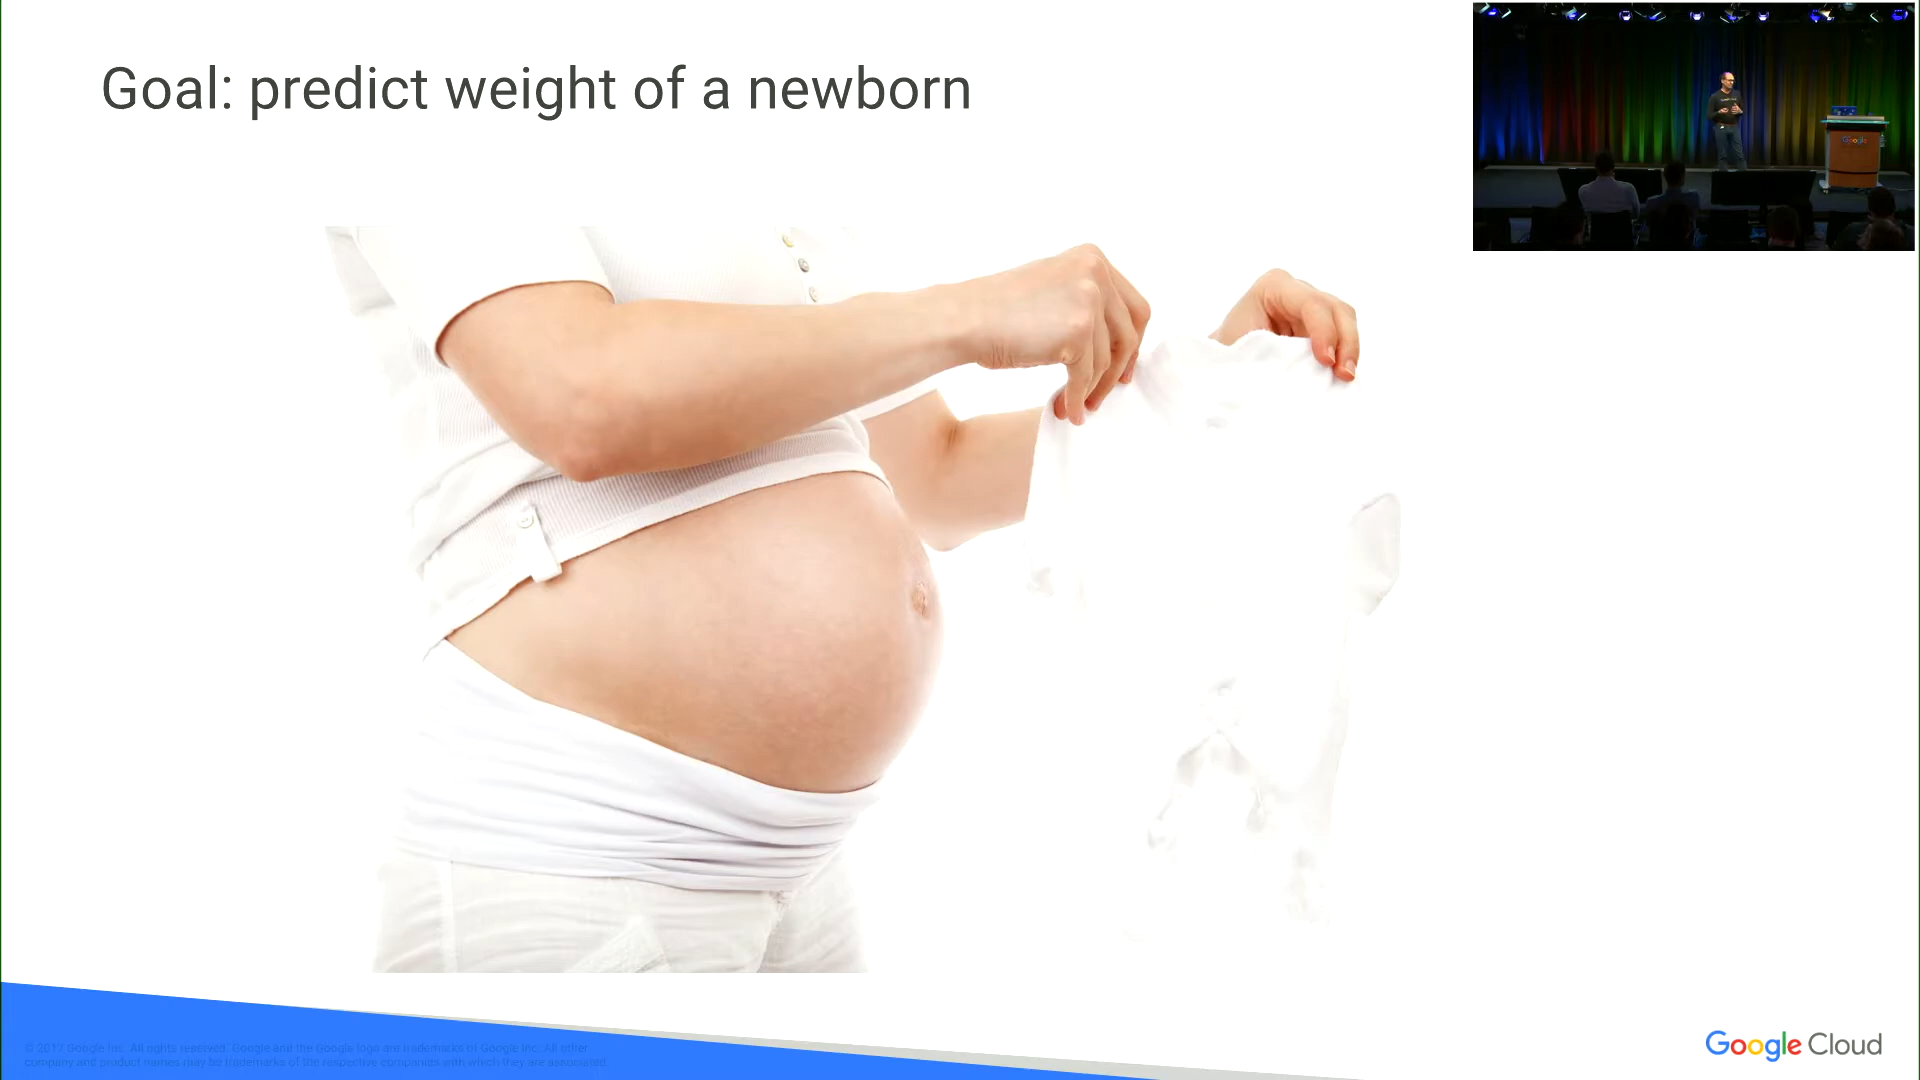 Goal: predict weight of a newborn
Google
© 2017 Google Inc. All rights reserved. Google and the Google logo are trademarks of Google Inc. All other
company and product names may be trademarks of the respective companies with which they are associated.
Google Cloud